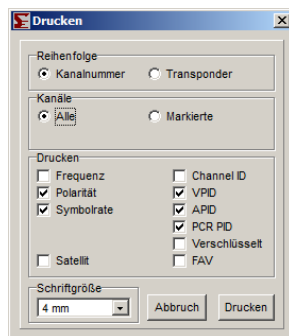 Drucken
Reihenfolge
Kanalnummer Transponder
Kanäle
Alle Markierte
Drucken
Frequenz Channel ID
Polarität VPID
Symbolrate APID
PCR PID
Verschlüsselt
Satellit FAV
Schriftgröße
4 mm Abbruch Drucken